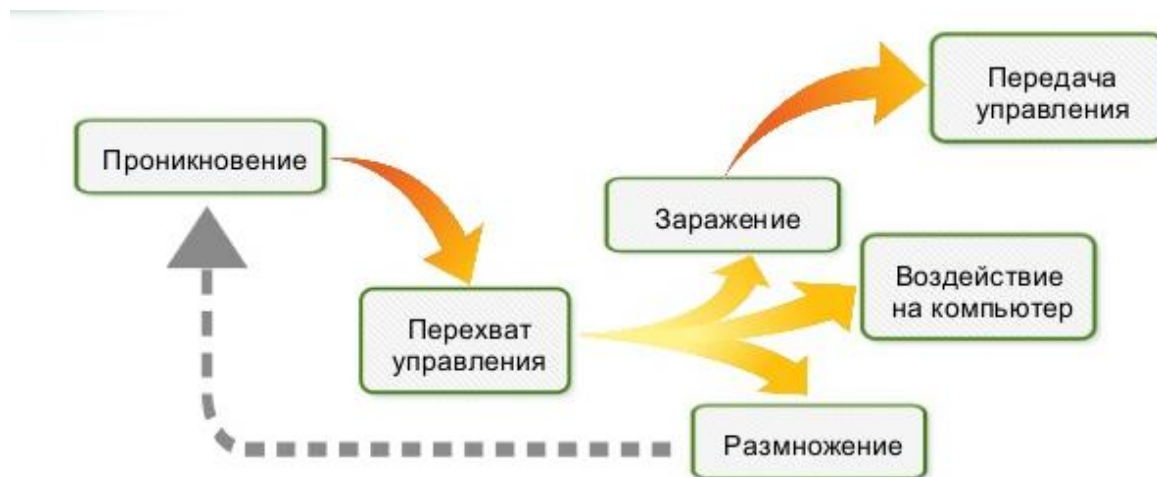 Проникновение
Перехват
управления
Заражение
Передача
управления
Воздействие
на компьютер
Размножение